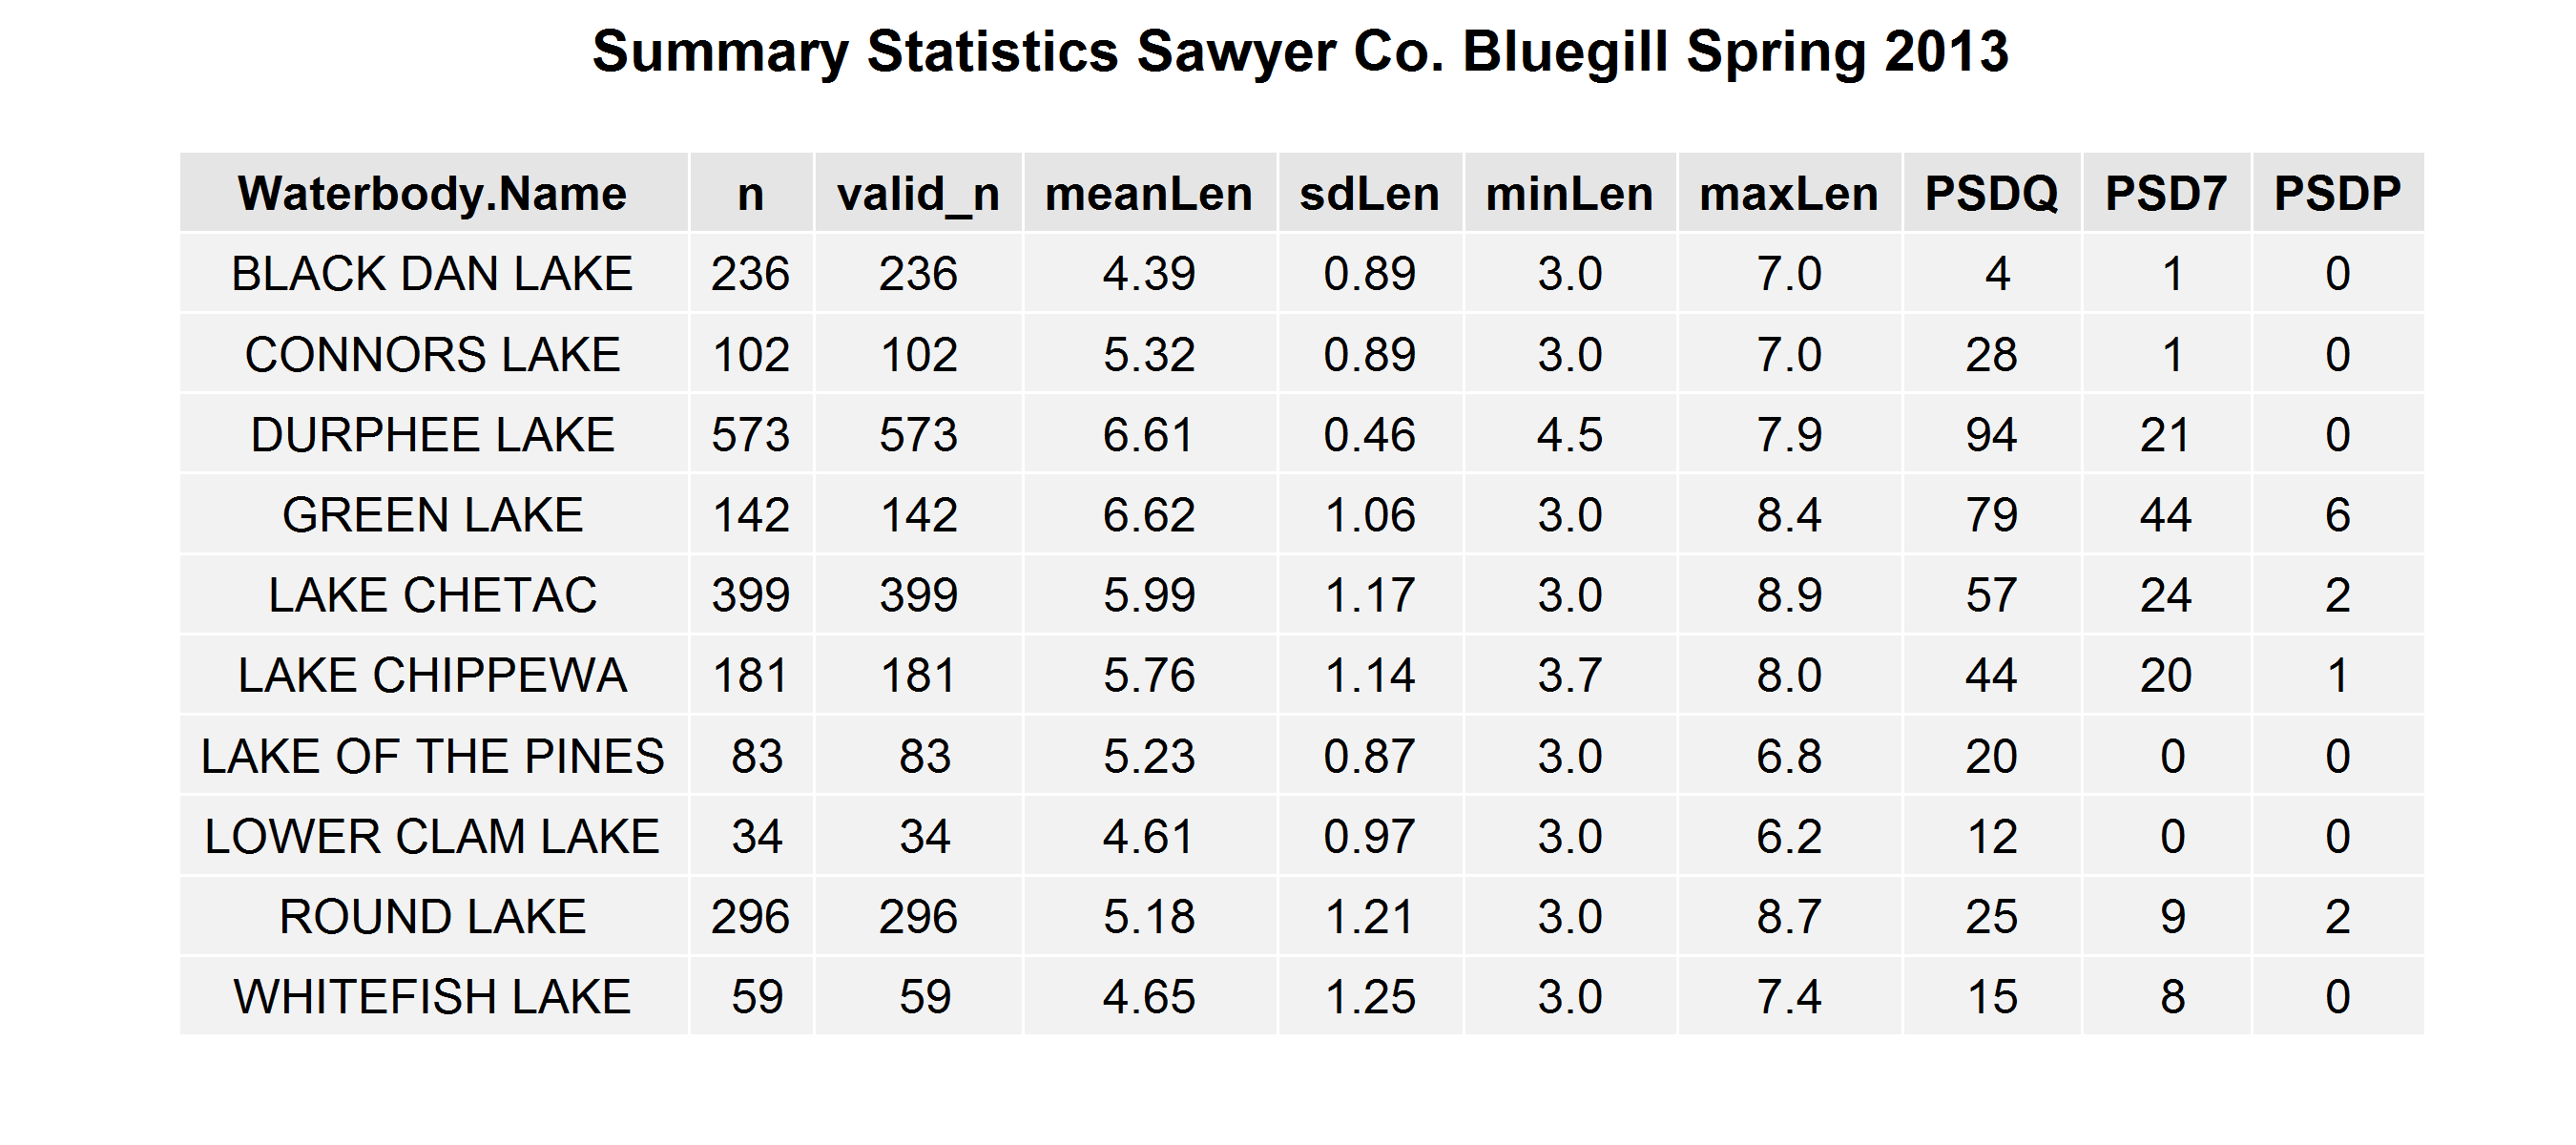 Summary Statistics Sawyer Co. Bluegill Spring 2013
Waterbody.Name n valid_n meanLen sdLen minLen maxLen PSDQ PSD7 PSDP
BLACK DAN LAKE 236 236 4.39 0.89 3.0 7.0 4 1 0
CONNORS LAKE 102 102 5.32 0.89 3.0 7.0 28 1 0
DURPHEE LAKE 573 573 6.61 0.46 4.5 7.9 94 21 0
GREEN LAKE 142 142 6.62 1.06 3.0 8.4 79 44 6
LAKE CHETAC 399 399 5.99 1.17 3.0 8.9 57 24 2
LAKE CHIPPEWA 181 181 5.76 1.14 3.7 8.0 44 20 1
LAKE OF THE PINES 83 83 5.23 0.87 3.0 6.8 20 0 0
LOWER CLAM LAKE 34 34 4.61 0.97 3.0 6.2 12 0 0
ROUND LAKE 296 296 5.18 1.21 3.0 8.7 25 9 2
WHITEFISH LAKE 59 59 4.65 1.25 3.0 7.4 15 8 0